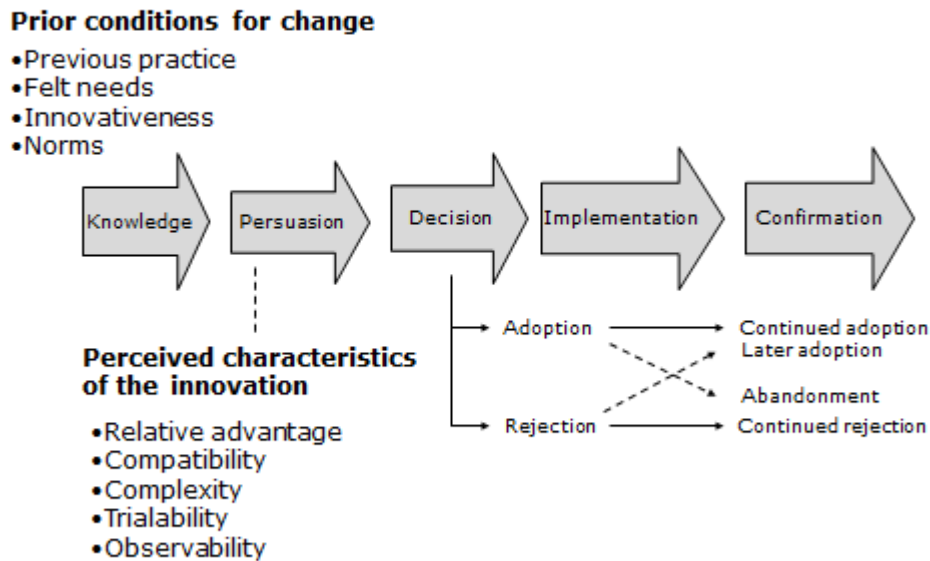 Prior conditions for change
•Previous practice
•Felt needs
•Innovativeness
•Norms
Knowledge
Persuasion
Decision
Implementation
Confirmation
Adoption
Continued adoption
Later adoption
Abandonment
Rejection
Continued rejection
Perceived characteristics
of the innovation
•Relative advantage
•Compatibility
•Complexity
•Trialability
•Observability